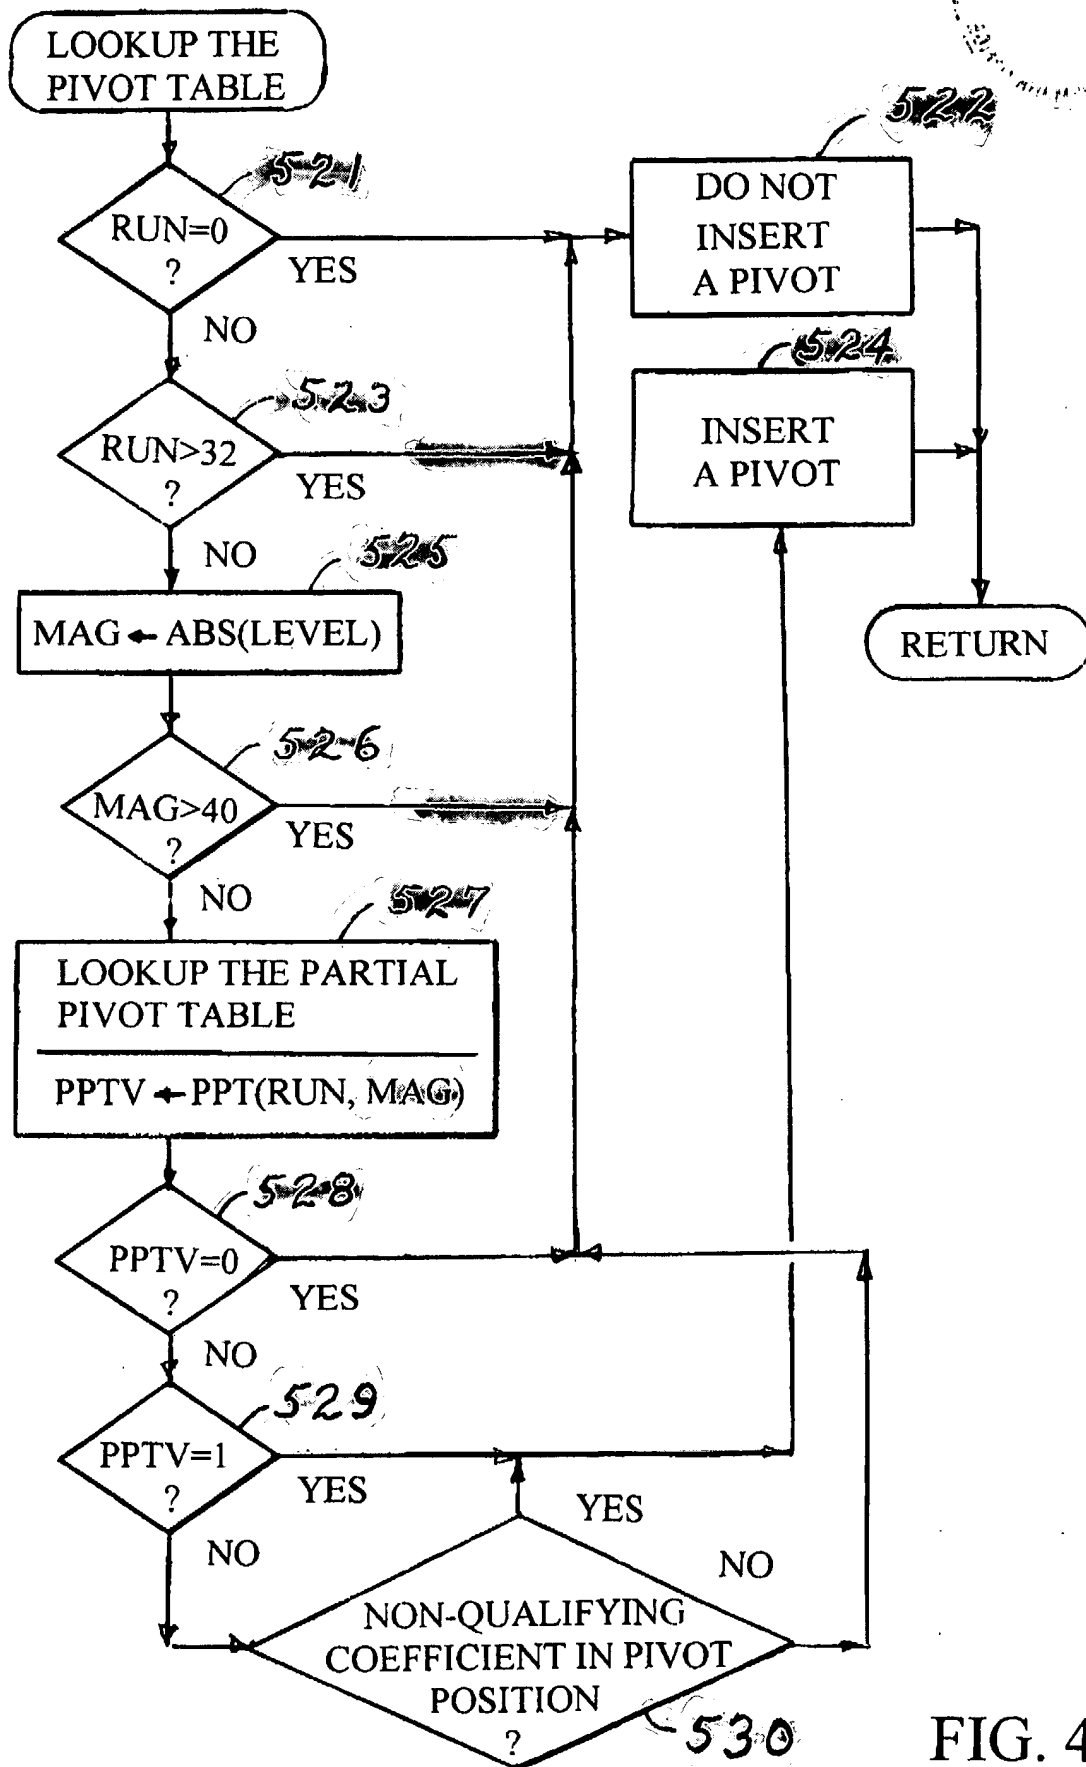 LOOKUP THE
PIVOT TABLE
521
RUN=0
?
YES
NO
522
DO NOT
INSERT
A PIVOT
523
RUN>32
?
YES
NO
524
INSERT
A PIVOT
525
MAG ← ABS(LEVEL)
RETURN
526
MAG>40
?
YES
NO
527
LOOKUP THE PARTIAL
PIVOT TABLE
PPTV ← PPT(RUN, MAG)
528
PPTV=0
?
YES
NO
529
PPTV=1
?
YES
NO
YES
NO
NON-QUALIFYING
COEFFICIENT IN PIVOT
POSITION
?
530
FIG. 4